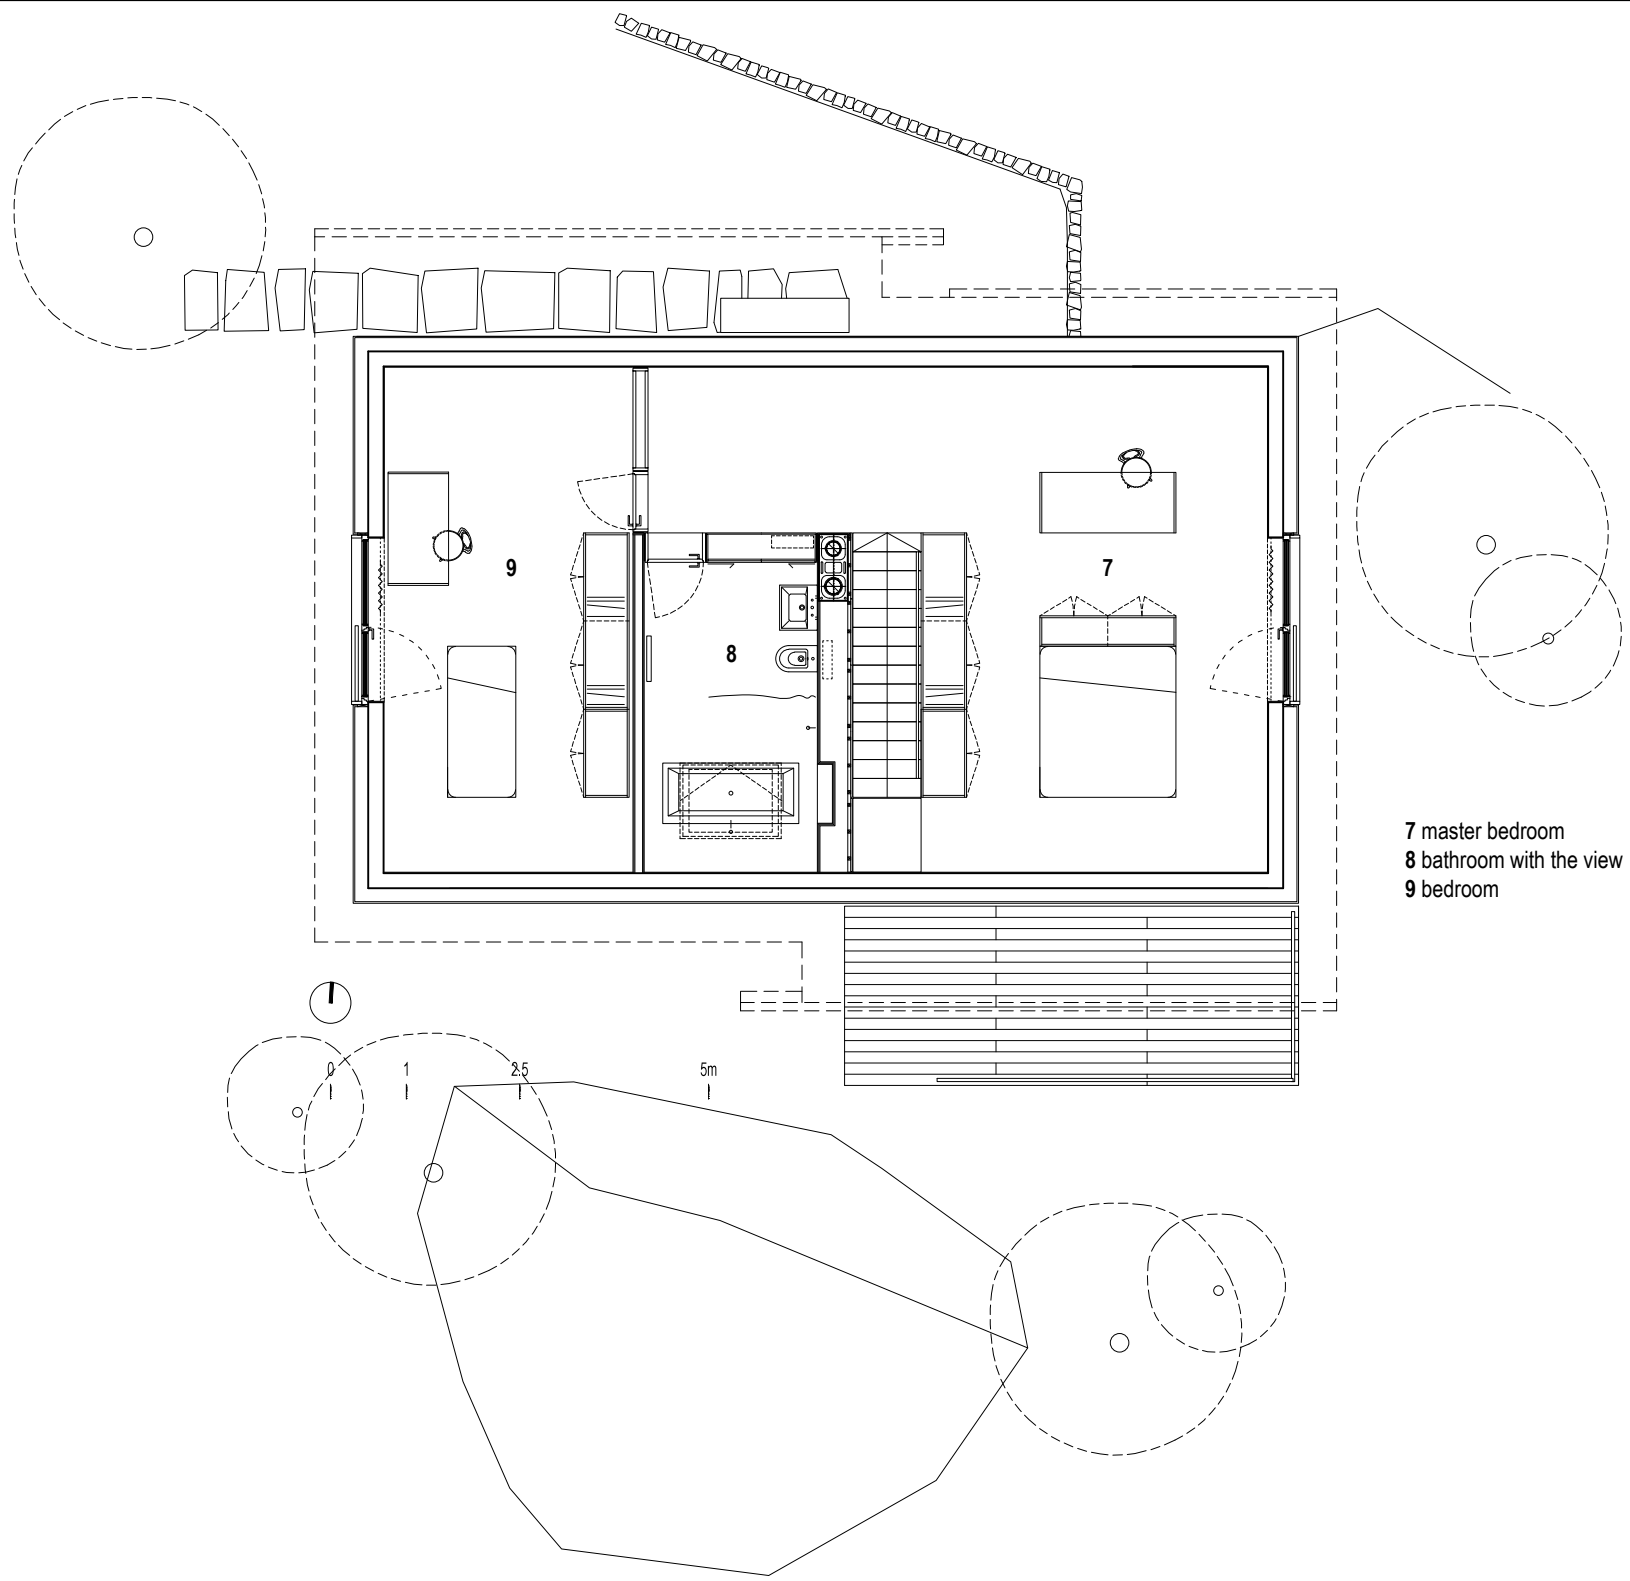 9
7
8
7 master bedroom
8 bathroom with the view
9 bedroom
0 1 2.5 5m